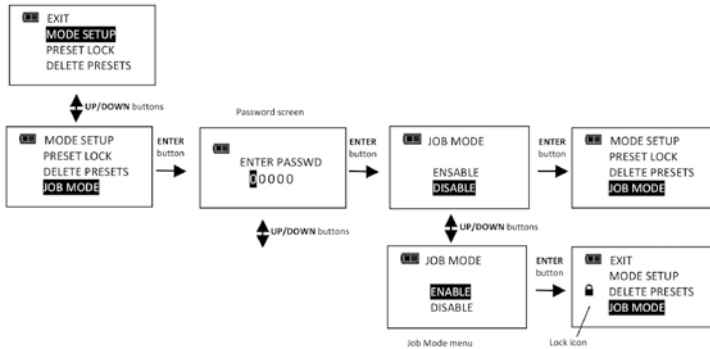 EXIT
MODE SETUP
PRESET LOCK
DELETE PRESETS
UP/DOWN buttons
Password screen
MODE SETUP
PRESET LOCK
DELETE PRESETS
JOB MODE
ENTER
button
ENTER PASSWD
00000
ENTER
button
JOB MODE
ENSABLE
DISABLE
ENTER
button
MODE SETUP
PRESET LOCK
DELETE PRESETS
JOB MODE
UP/DOWN buttons
UP/DOWN buttons
JOB MODE
ENABLE
DISABLE
ENTER
button
EXIT
MODE SETUP
DELETE PRESETS
JOB MODE
Job Mode menu
Lock icon